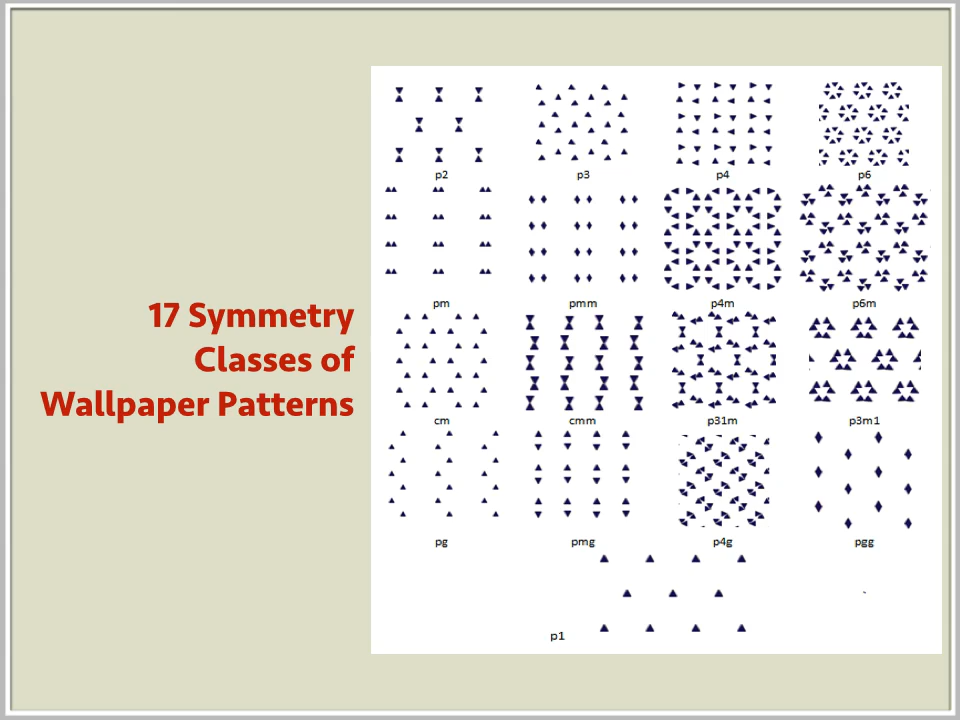 17 Symmetry
Classes of
Wallpaper Patterns
p2 p3 p4 p6
pm pmm p4m p6m
cm cmm p31m p3m1
pg pmg p4g pgg
p1